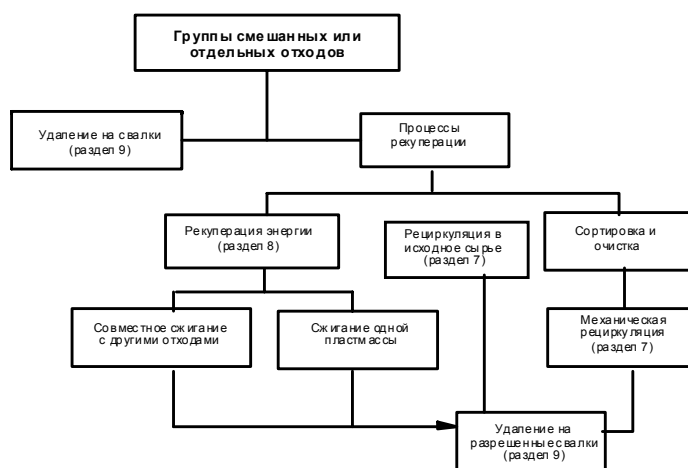 Группы смешанных или
отдельных отходов
Удаление на свалки
(раздел 9)
Процессы
рекуперации
Рекуперация энергии
(раздел 8)
Рециркуляция в
исходное сырье
(раздел 7)
Сортировка и
очистка
Совместное сжигание
с другими отходами
Сжигание одной
пластмассы
Механическая
рециркуляция
(раздел 7)
Удаление на
разрешенные свалки
(раздел 9)